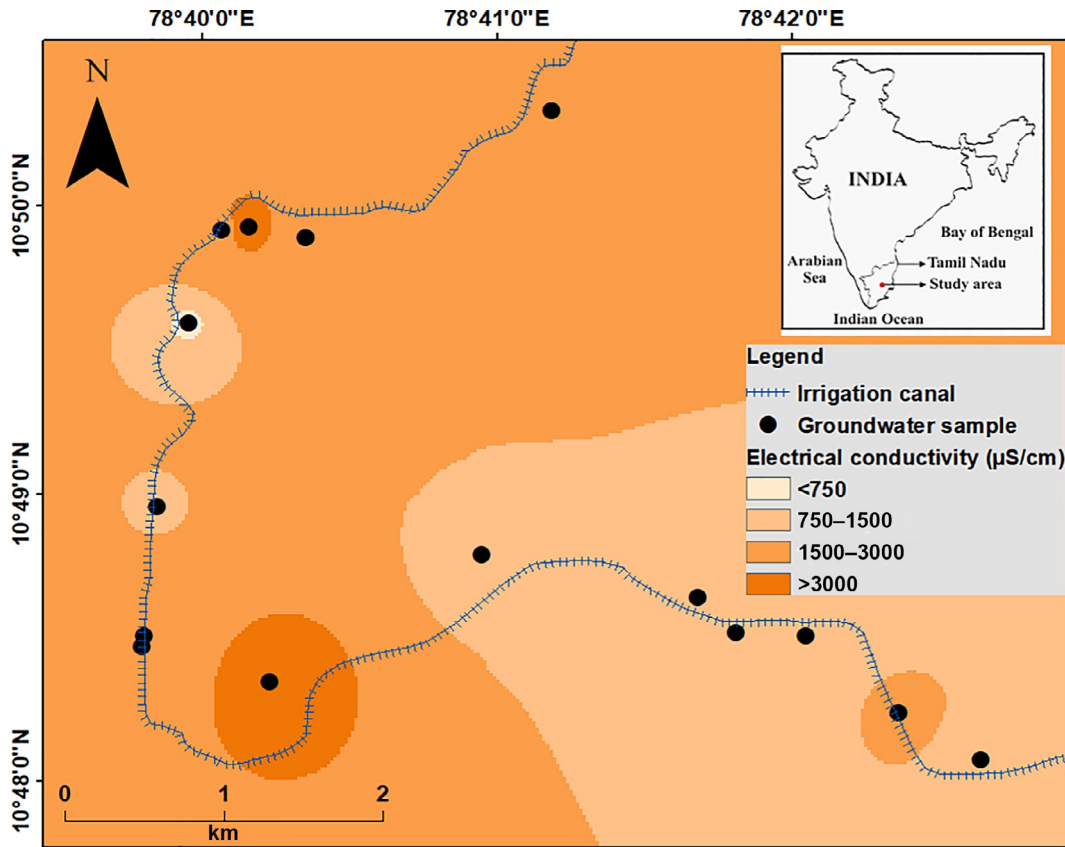 78°40'0"E 78°41'0"E 78°42'0"E
N
10°50'0"N
10°49'0"N
10°48'0"N
INDIA
Bay of Bengal
Arabian
Sea
Tamil Nadu
Study area
Indian Ocean
Legend
Irrigation canal
Groundwater sample
Electrical conductivity (µS/cm)
<750
750–1500
1500–3000
>3000
0 1 2
km